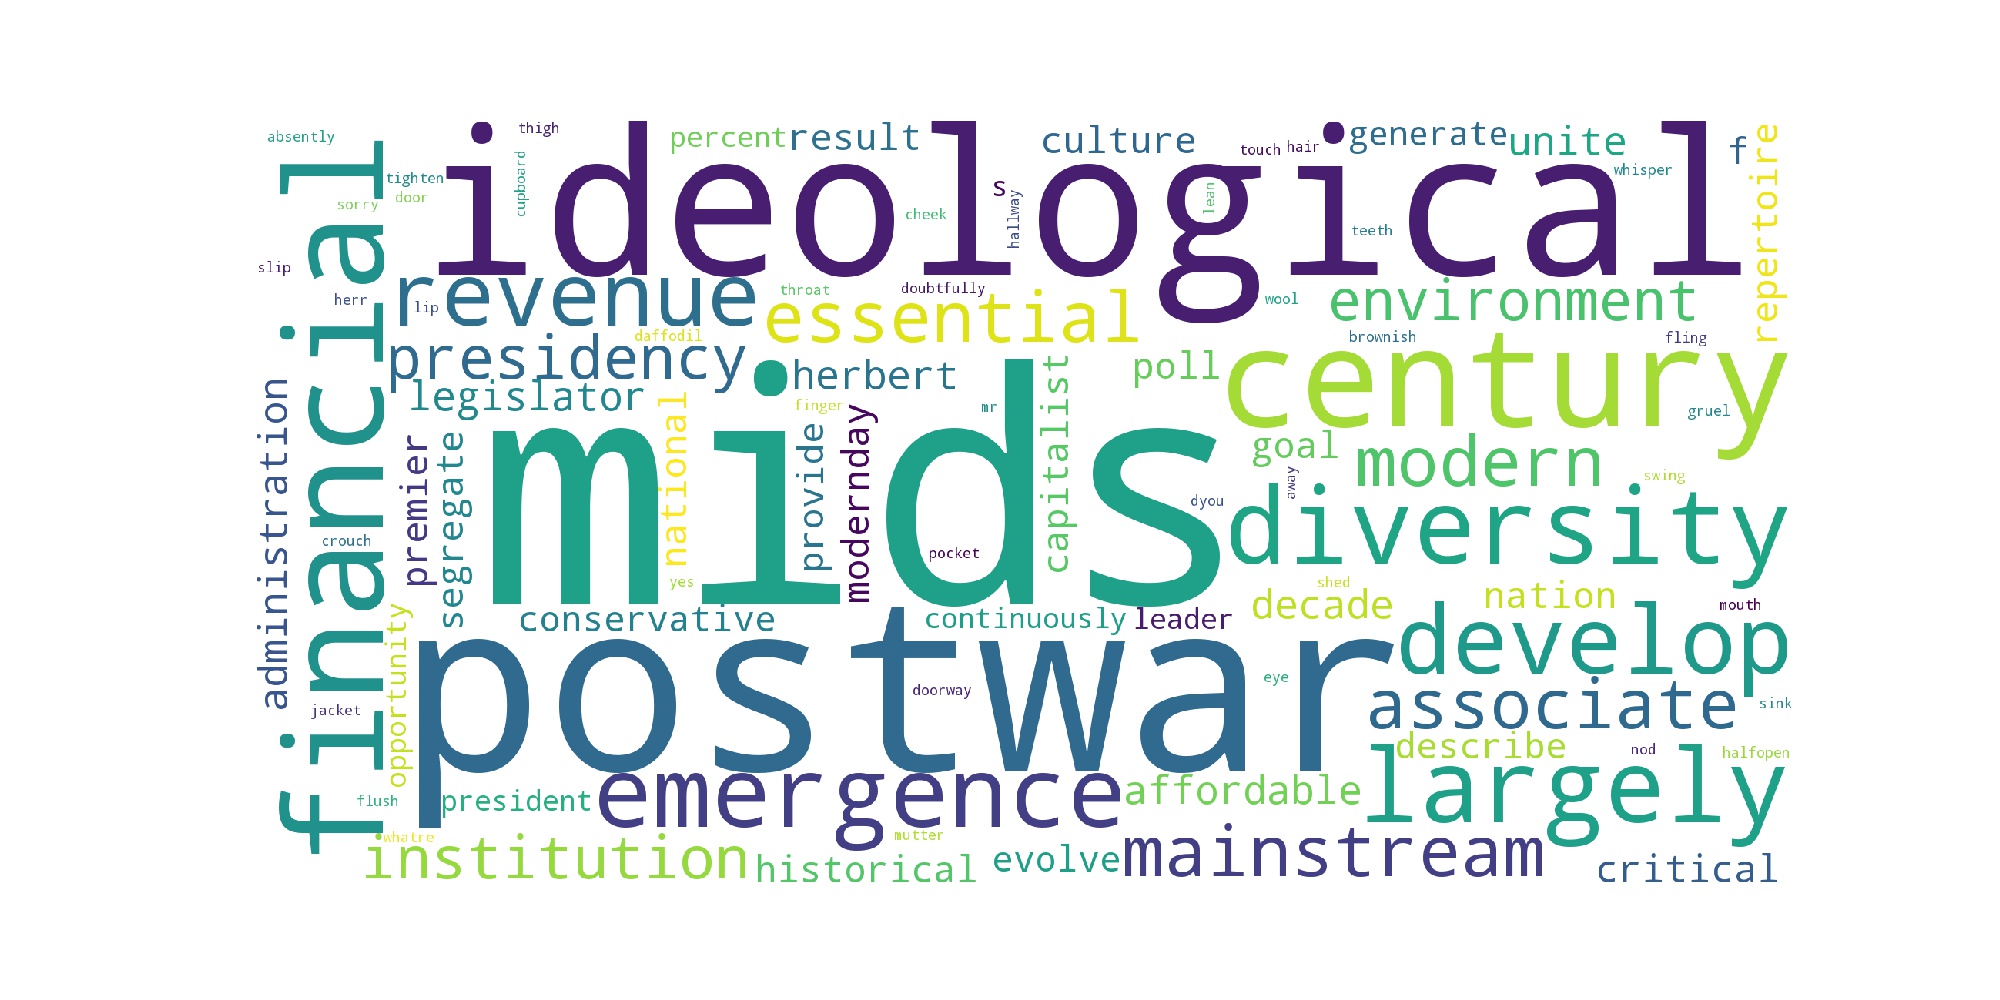 absently
thigh
percent
result
culture
touch
hair
generate
unite
f
repertoire
ideological
financial
tighten
door
sorry
cupboard
cheek
s
hallway
lean
teeth
whisper
slip
herr
lip
revenue
throat
doubtfully
essential
wool
environment
daffodil
brownish
fling
presidency
herbert
poll
century
legislator
administration
premier
segregate
national
finger
mr
provide
modernday
capitalist
mids
gruel
goal
modern
away
swing
dyou
diversity
crouch
pocket
yes
shed
decade
nation
mouth
opportunity
conservative
continuously
leader
develop
postwar
eye
doorway
associate
sink
jacket
describe
nod
halfopen
largely
flush
president
emergence
affordable
whatre
institution
historical
mutter
evolve
mainstream
critical